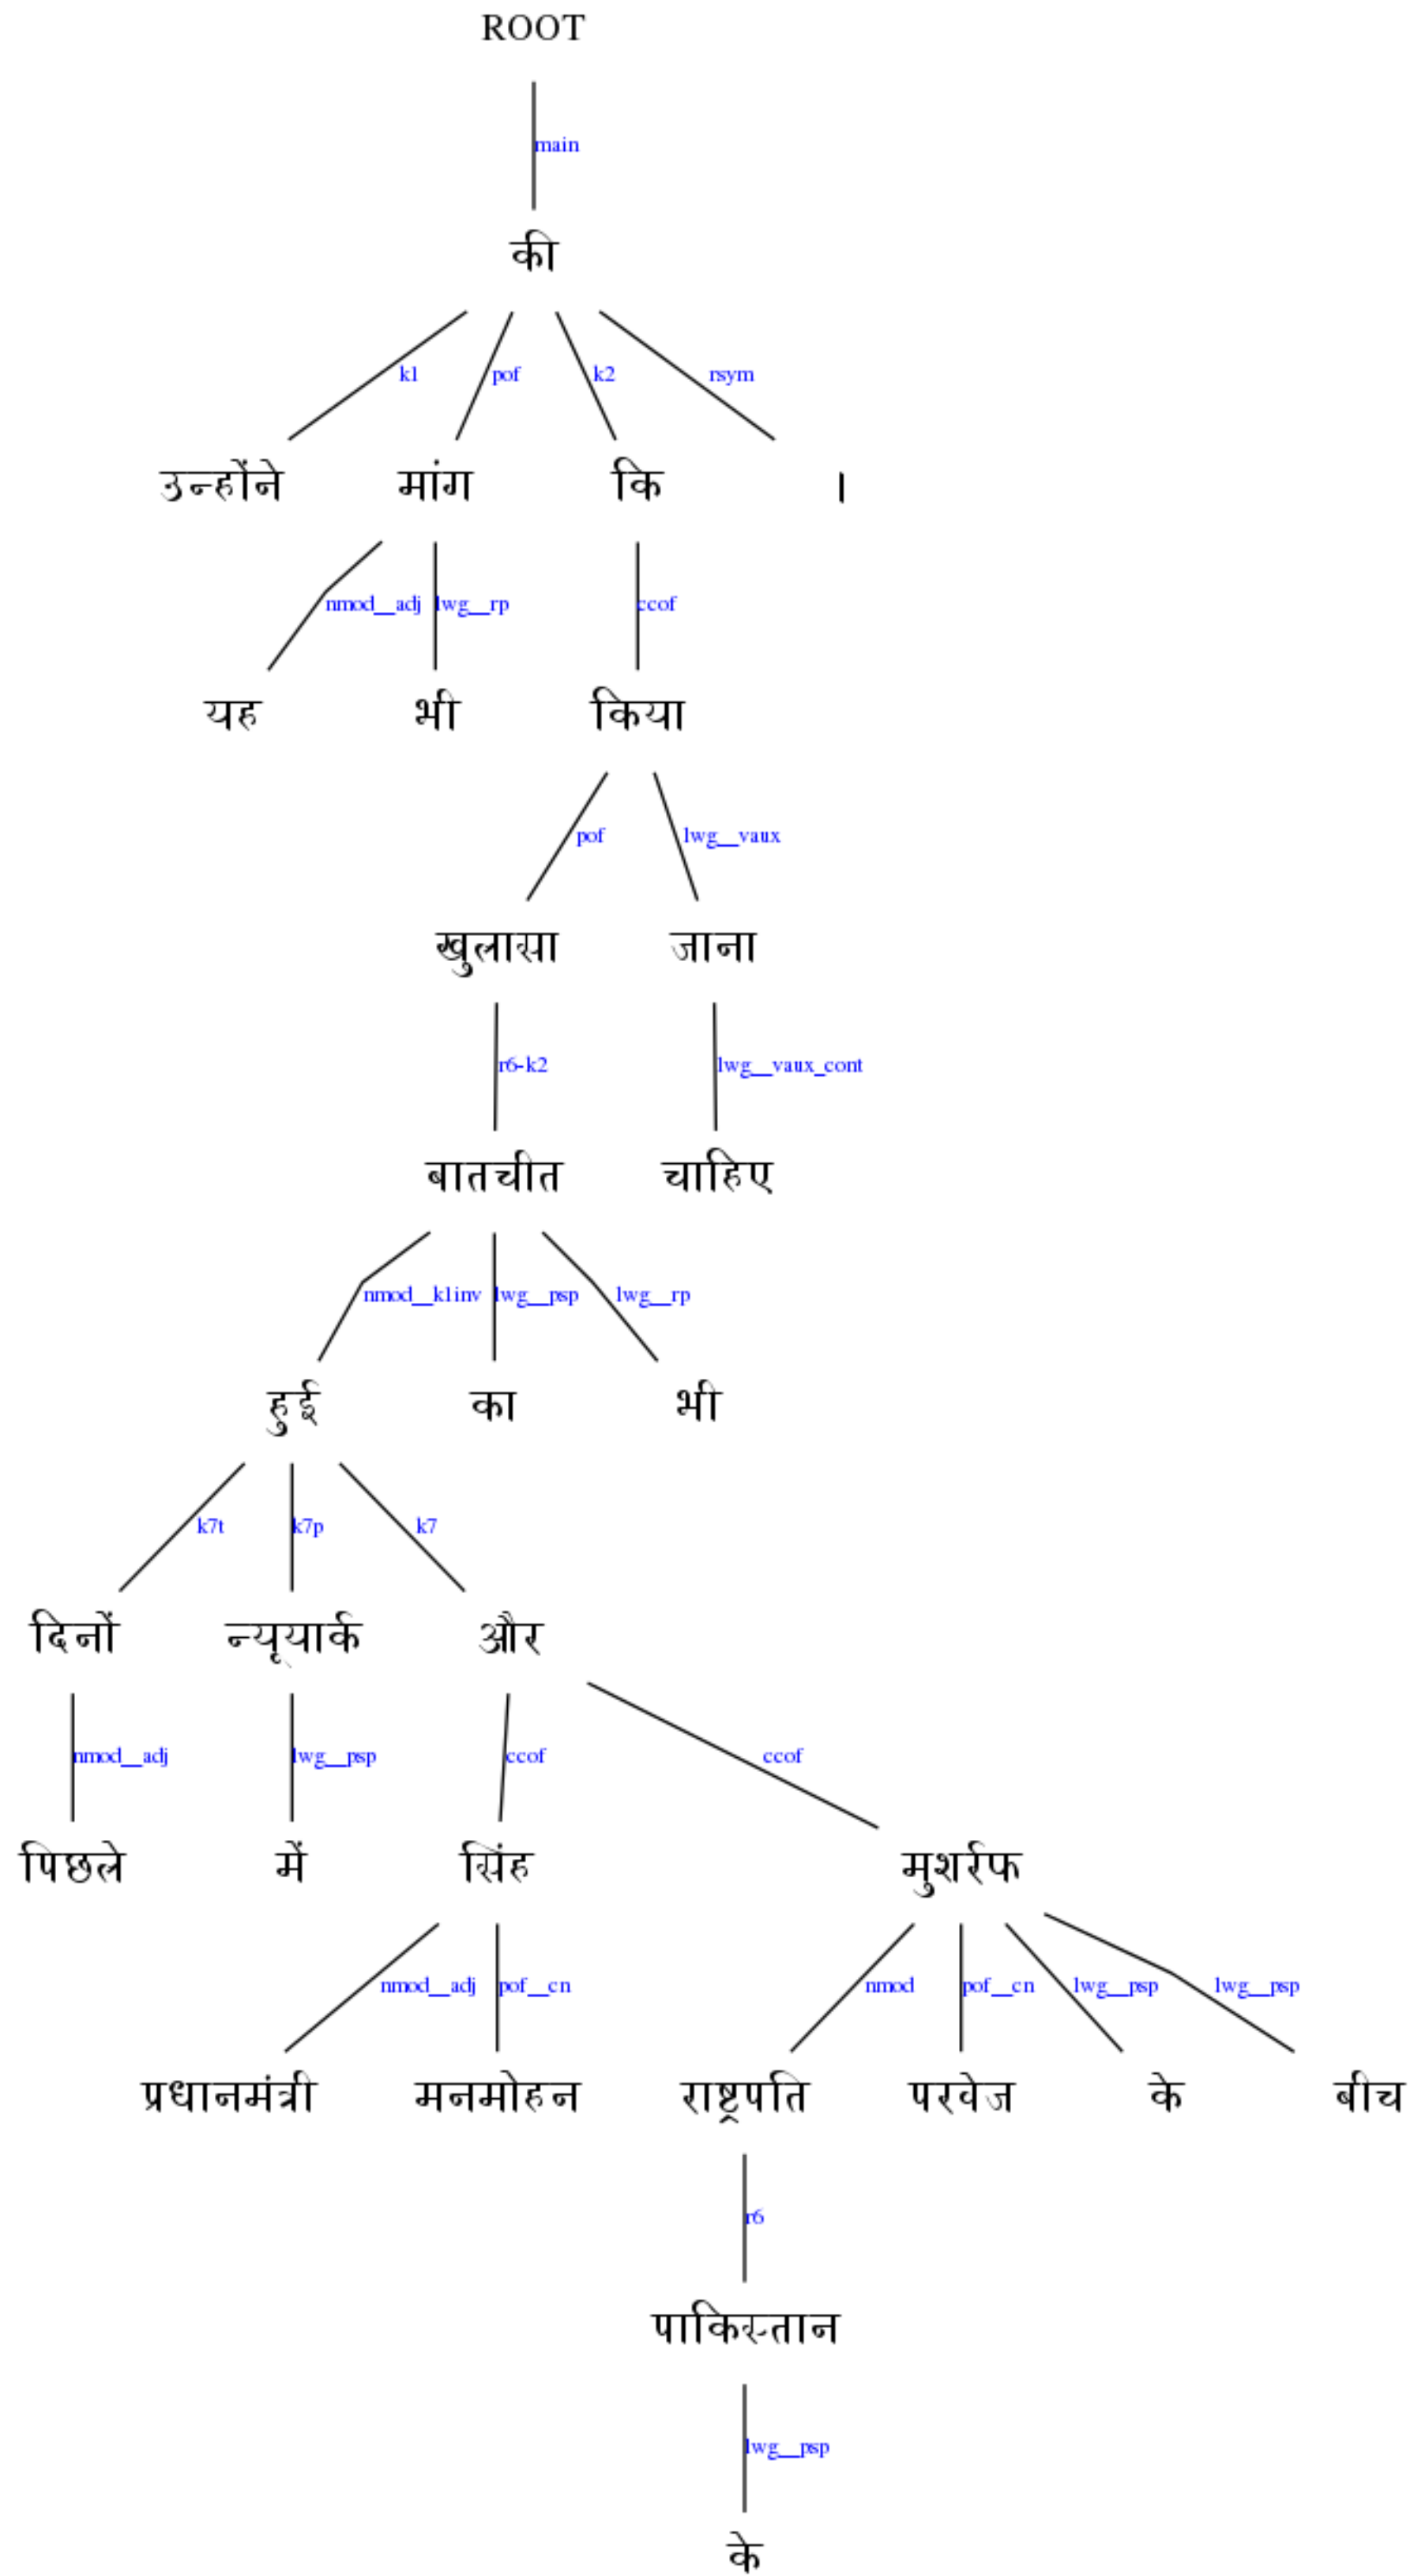 ROOT
main
की
k1 pof k2 rsym
उन्होंने मांग कि ।
nmod__adj lwg__rp ccof
यह भी किया
pof lwg__vaux
खुलासा जाना
r6-k2 lwg__vaux_cont
बातचीत चाहिए
nmod__k1inv lwg__psp lwg__rp
हुई का भी
k7t k7p k7
दिनों न्यूयार्क और
nmod__adj lwg__psp ccof ccof
पिछले में सिंह मुशर्रफ
nmod__adj pof__cn nmod pof__cn lwg__psp lwg__psp
प्रधानमंत्री मनमोहन राष्ट्रपति परवेज के बीच
r6
पाकिस्तान
lwg__psp
के